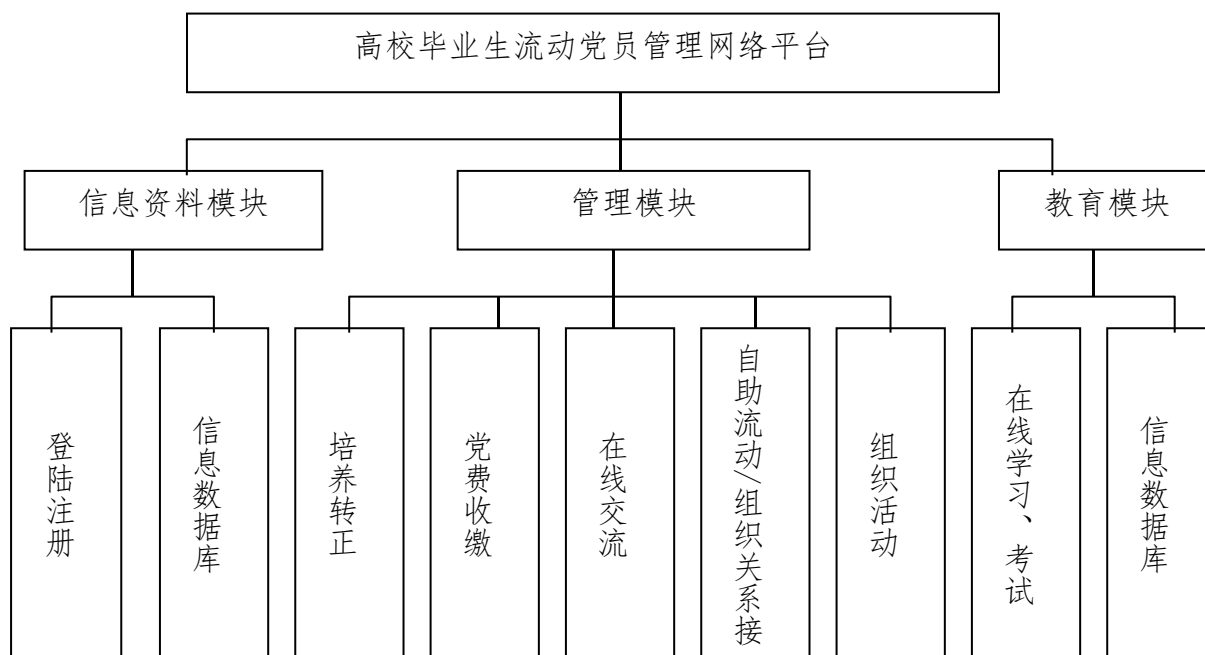 高校毕业生流动党员管理网络平台
信息资料模块
管理模块
教育模块
登陆注册
信息数据库
培养转正
党费收缴
在线交流
自助流动/组织关系接
组织活动
在线学习、考试
信息数据库